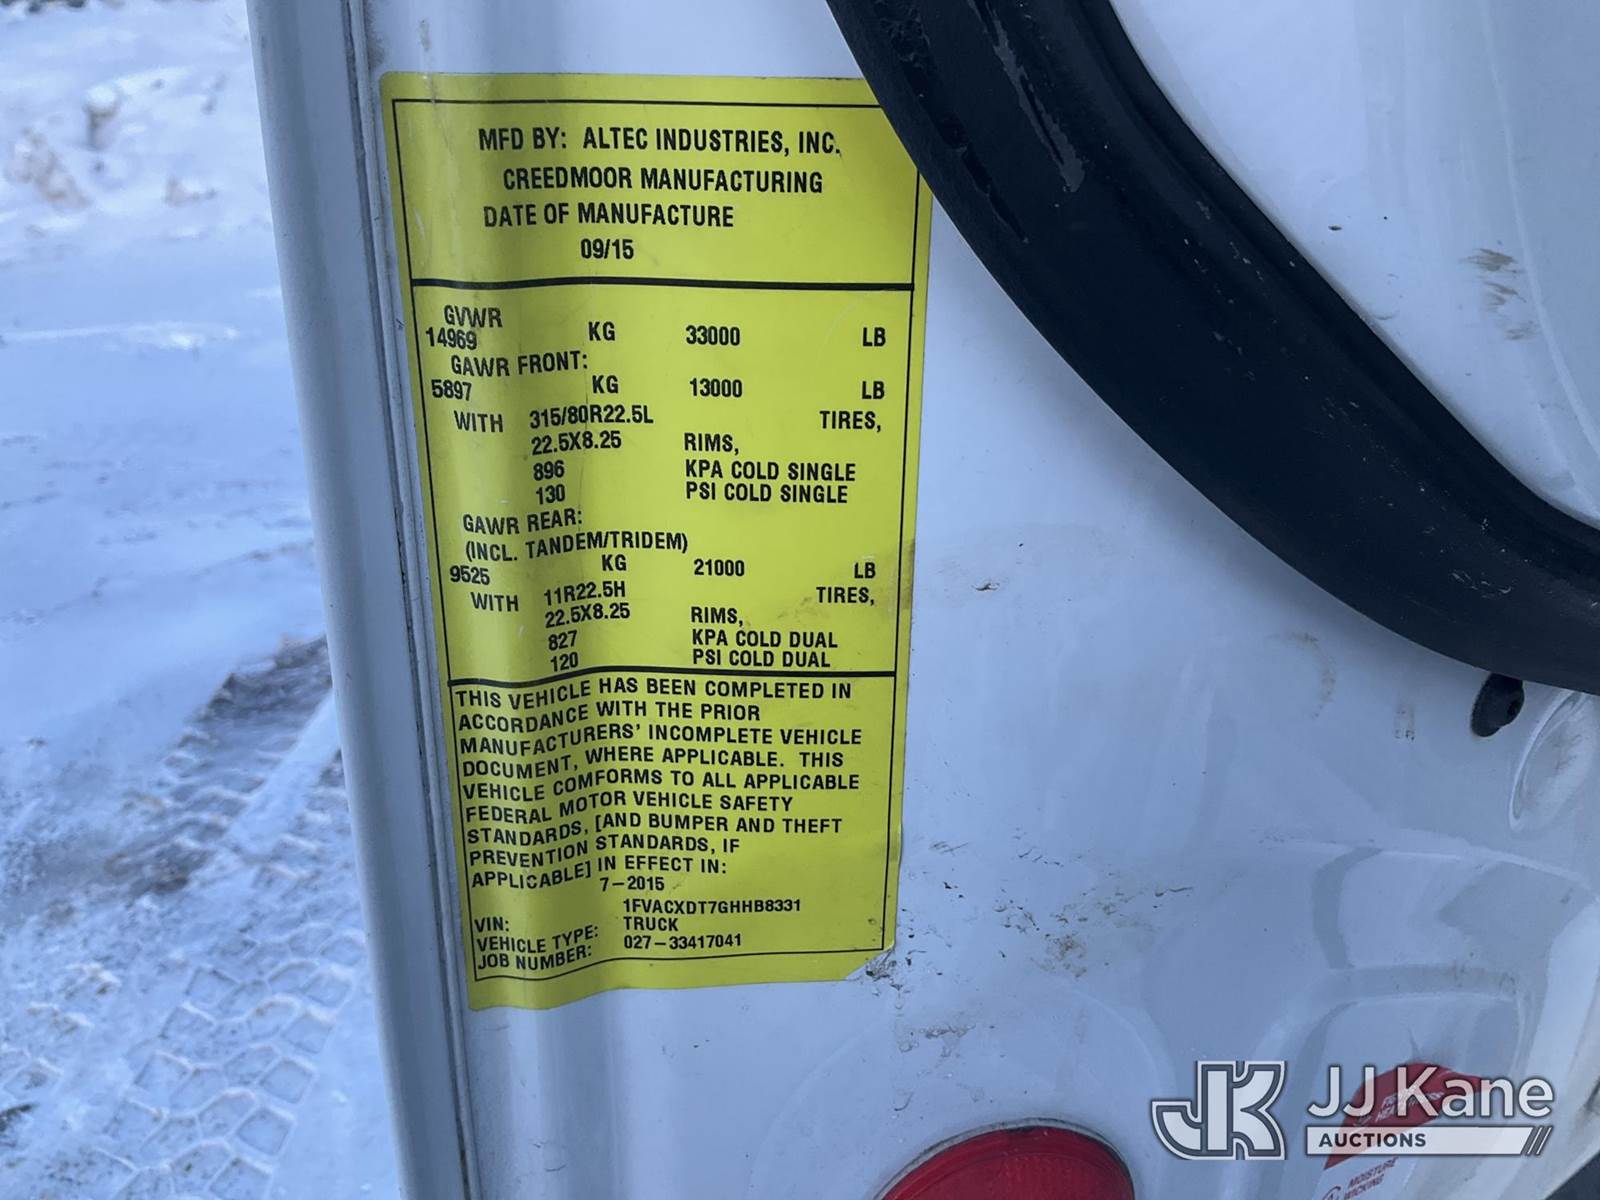 MFD BY: ALTEC INDUSTRIES, INC.
CREEDMOOR MANUFACTURING
DATE OF MANUFACTURE
09/15
GVWR
14969 KG 33000 LB
GAWR FRONT:
5897 KG 13000 LB
WITH 315/80R22.5L TIRES,
22.5X8.25 RIMS,
896 KPA COLD SINGLE
130 PSI COLD SINGLE
GAWR REAR:
(INCL. TANDEM/TRIDEM)
9525 KG 21000 LB
WITH 11R22.5H TIRES,
22.5X8.25 RIMS,
827 KPA COLD DUAL
120 PSI COLD DUAL
THIS VEHICLE HAS BEEN COMPLETED IN
ACCORDANCE WITH THE PRIOR
MANUFACTURERS' INCOMPLETE VEHICLE
DOCUMENT, WHERE APPLICABLE. THIS
VEHICLE COMFORMS TO ALL APPLICABLE
FEDERAL MOTOR VEHICLE SAFETY
STANDARDS, [AND BUMPER AND THEFT
PREVENTION STANDARDS, IF
APPLICABLE] IN EFFECT IN:
7-2015
VIN: 1FVACXDT7GHHB8331
VEHICLE TYPE: TRUCK
JOB NUMBER: 027-33417041
JK JJ Kane
AUCTIONS
MOISTURE
WICKING